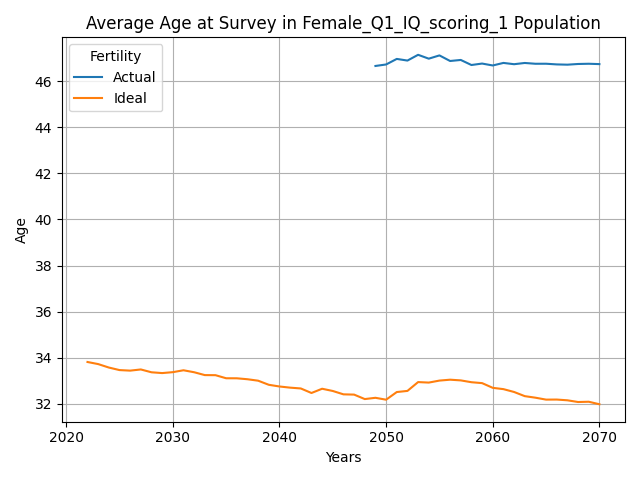 Average Age at Survey in Female_Q1_IQ_scoring_1 Population
Fertility
Actual
Ideal
46
44
42
40
38
36
34
32
Age
2020
2030
2040
2050
2060
2070
Years